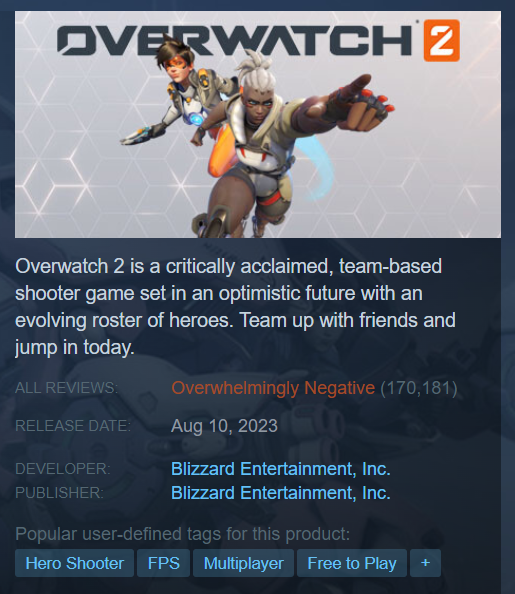 OVERWATCH 2
Overwatch 2 is a critically acclaimed, team-based
shooter game set in an optimistic future with an
evolving roster of heroes. Team up with friends and
jump in today.
ALL REVIEWS: Overwhelmingly Negative (170,181)
RELEASE DATE: Aug 10, 2023
DEVELOPER: Blizzard Entertainment, Inc.
PUBLISHER: Blizzard Entertainment, Inc.
Popular user-defined tags for this product:
Hero Shooter FPS Multiplayer Free to Play +